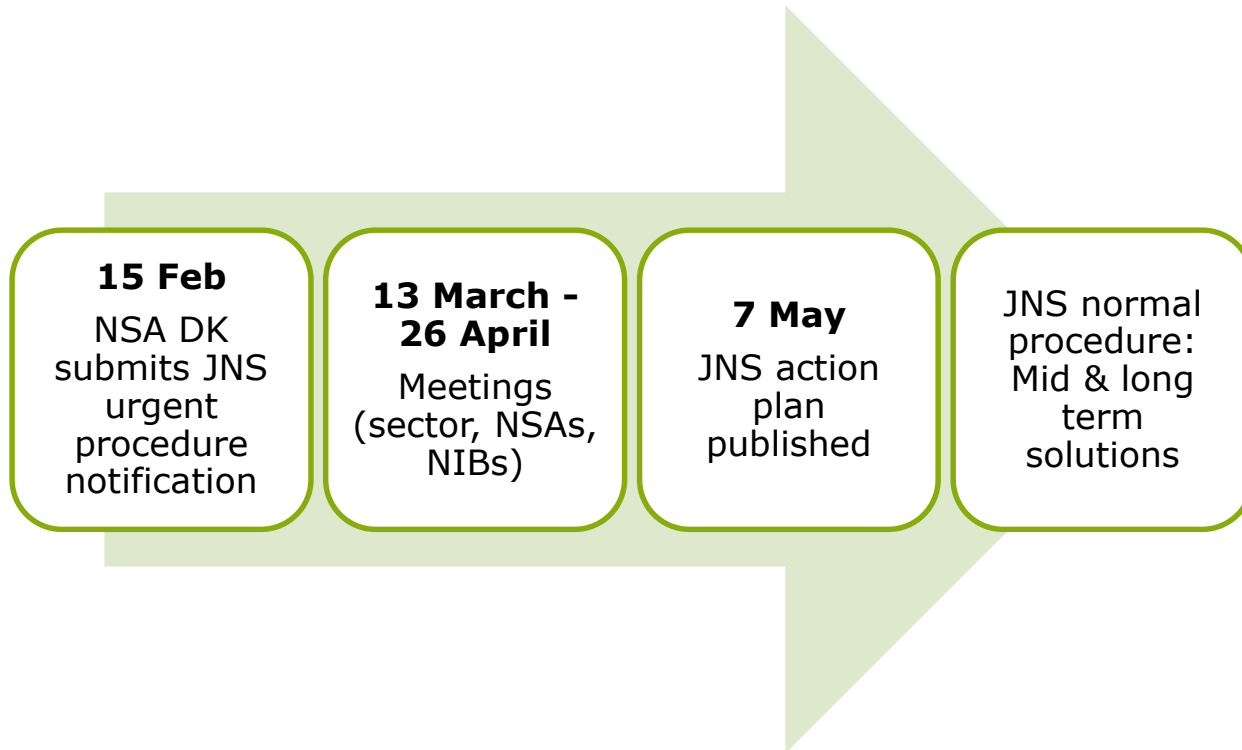 15 Feb
NSA DK
submits JNS
urgent
procedure
notification
13 March -
26 April
Meetings
(sector, NSAs,
NIBs)
7 May
JNS action
plan
published
JNS normal
procedure:
Mid & long
term
solutions